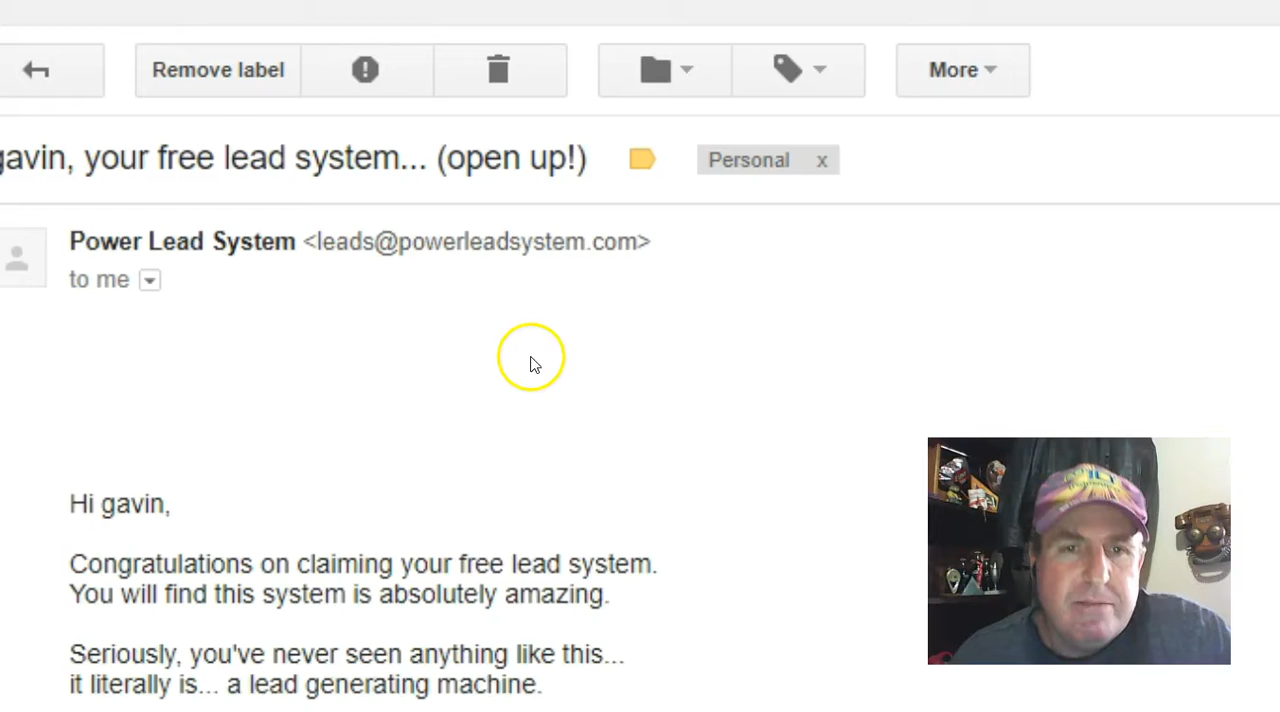 Remove label
More
gavin, your free lead system... (open up!)
Personal x
Power Lead System <leads@powerleadsystem.com>
to me
Hi gavin,
Congratulations on claiming your free lead system.
You will find this system is absolutely amazing.
Seriously, you've never seen anything like this...
it literally is... a lead generating machine.